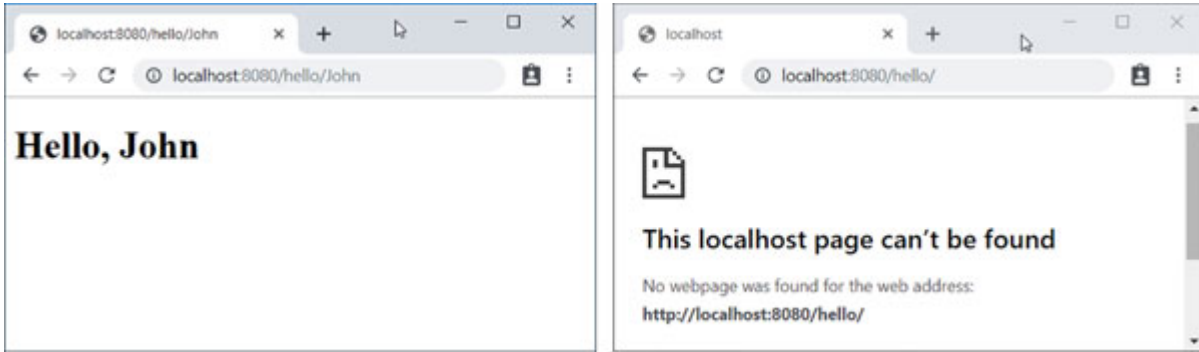 localhost:8080/hello/John
localhost:8080/hello/John
Hello, John
localhost
localhost:8080/hello/
This localhost page can’t be found
No webpage was found for the web address:
http://localhost:8080/hello/